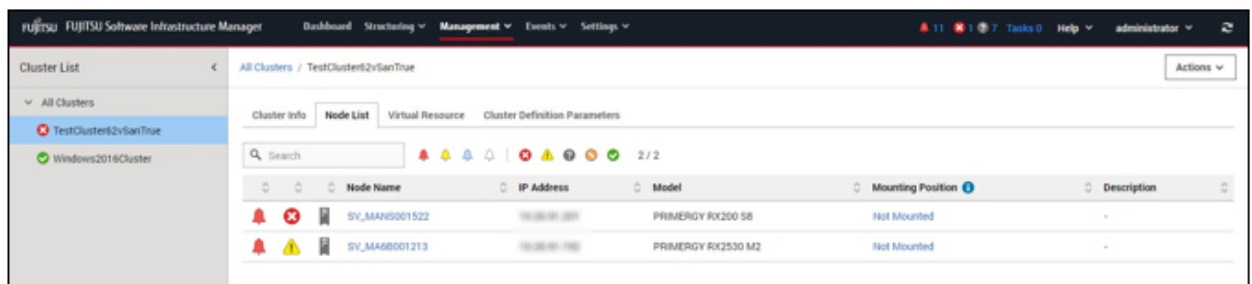 FUJITSU FUJITSU Software Infrastructure Manager Dashboard Structuring Management Events Settings 11 1 7 Tasks 0 Help administrator
Cluster List All Clusters / TestCluster62vSanTrue Actions
All Clusters
TestCluster62vSanTrue
Windows2016Cluster
Cluster Info Node List Virtual Resource Cluster Definition Parameters
Search 2 / 2
Node Name IP Address Model Mounting Position Description
SV_MANS001522 PRIMERGY RX200 S8 Not Mounted -
SV_MA6B001213 PRIMERGY RX2530 M2 Not Mounted -